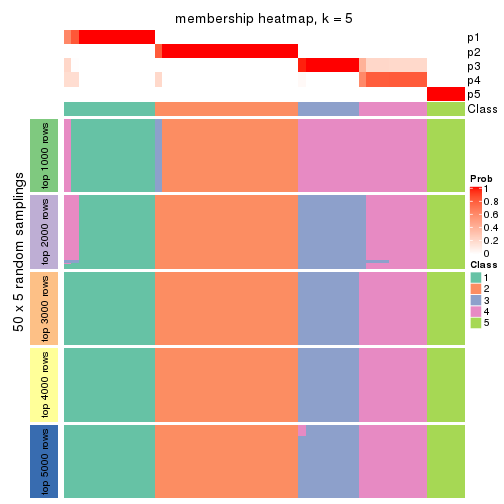 membership heatmap, k = 5
p1
p2
p3
p4
p5
Class
50 x 5 random samplings
top 1000 rows
top 2000 rows
top 3000 rows
top 4000 rows
top 5000 rows
Prob
1
0.8
0.6
0.4
0.2
0
Class
1
2
3
4
5